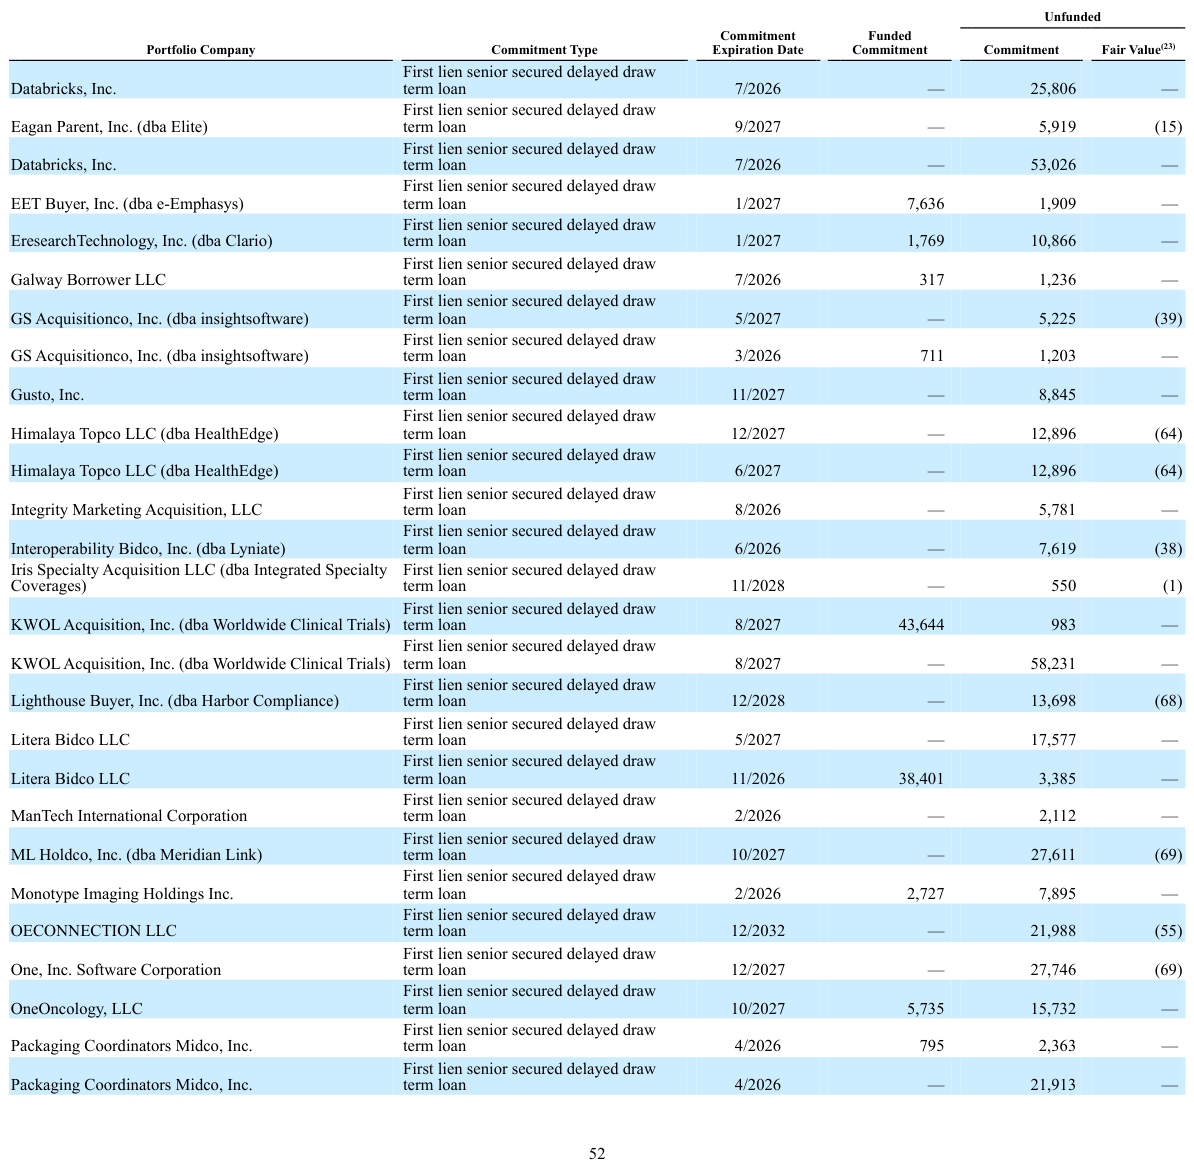 Unfunded
Portfolio Company Commitment Type Commitment Expiration Date Funded Commitment Commitment Fair Value(23)
Databricks, Inc. First lien senior secured delayed draw term loan 7/2026 — 25,806 —
Eagan Parent, Inc. (dba Elite) First lien senior secured delayed draw term loan 9/2027 — 5,919 (15)
Databricks, Inc. First lien senior secured delayed draw term loan 7/2026 — 53,026 —
EET Buyer, Inc. (dba e-Emphasys) First lien senior secured delayed draw term loan 1/2027 7,636 1,909 —
EresearchTechnology, Inc. (dba Clario) First lien senior secured delayed draw term loan 1/2027 1,769 10,866 —
Galway Borrower LLC First lien senior secured delayed draw term loan 7/2026 317 1,236 —
GS Acquisitionco, Inc. (dba insightsoftware) First lien senior secured delayed draw term loan 5/2027 — 5,225 (39)
GS Acquisitionco, Inc. (dba insightsoftware) First lien senior secured delayed draw term loan 3/2026 711 1,203 —
Gusto, Inc. First lien senior secured delayed draw term loan 11/2027 — 8,845 —
Himalaya Topco LLC (dba HealthEdge) First lien senior secured delayed draw term loan 12/2027 — 12,896 (64)
Himalaya Topco LLC (dba HealthEdge) First lien senior secured delayed draw term loan 6/2027 — 12,896 (64)
Integrity Marketing Acquisition, LLC First lien senior secured delayed draw term loan 8/2026 — 5,781 —
Interoperability Bidco, Inc. (dba Lyniate) First lien senior secured delayed draw term loan 6/2026 — 7,619 (38)
Iris Specialty Acquisition LLC (dba Integrated Specialty Coverages) First lien senior secured delayed draw term loan 11/2028 — 550 (1)
KWOL Acquisition, Inc. (dba Worldwide Clinical Trials) First lien senior secured delayed draw term loan 8/2027 43,644 983 —
KWOL Acquisition, Inc. (dba Worldwide Clinical Trials) First lien senior secured delayed draw term loan 8/2027 — 58,231 —
Lighthouse Buyer, Inc. (dba Harbor Compliance) First lien senior secured delayed draw term loan 12/2028 — 13,698 (68)
Litera Bidco LLC First lien senior secured delayed draw term loan 5/2027 — 17,577 —
Litera Bidco LLC First lien senior secured delayed draw term loan 11/2026 38,401 3,385 —
ManTech International Corporation First lien senior secured delayed draw term loan 2/2026 — 2,112 —
ML Holdco, Inc. (dba Meridian Link) First lien senior secured delayed draw term loan 10/2027 — 27,611 (69)
Monotype Imaging Holdings Inc. First lien senior secured delayed draw term loan 2/2026 2,727 7,895 —
OECONNECTION LLC First lien senior secured delayed draw term loan 12/2032 — 21,988 (55)
One, Inc. Software Corporation First lien senior secured delayed draw term loan 12/2027 — 27,746 (69)
OneOncology, LLC First lien senior secured delayed draw term loan 10/2027 5,735 15,732 —
Packaging Coordinators Midco, Inc. First lien senior secured delayed draw term loan 4/2026 795 2,363 —
Packaging Coordinators Midco, Inc. First lien senior secured delayed draw term loan 4/2026 — 21,913 —
52